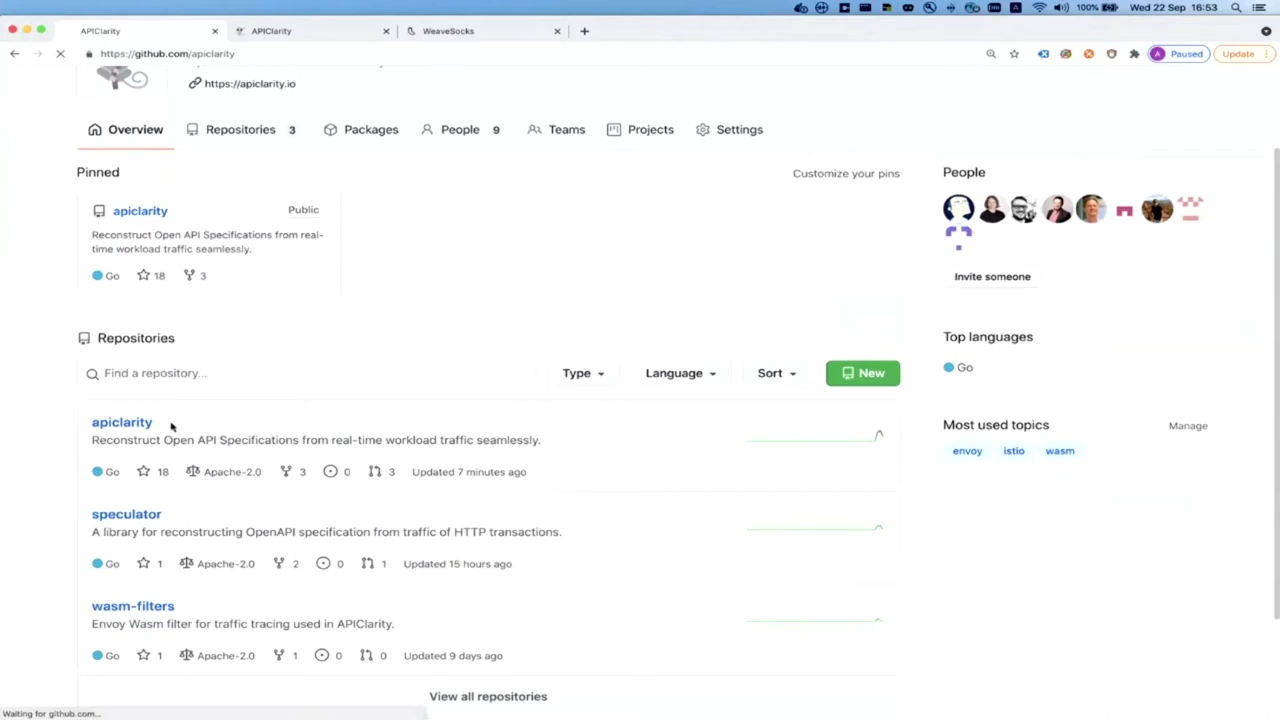 100% Wed 22 Sep 16:53
APIClarity
APIClarity
WeaveSocks
https://github.com/apiclarity
A Paused
Update
https://apiclarity.io
Overview
Repositories 3
Packages
People 9
Teams
Projects
Settings
Pinned
Customize your pins
apiclarity
Public
Reconstruct Open API Specifications from real-
time workload traffic seamlessly.
Go 18 3
People
Invite someone
Repositories
Find a repository...
Type
Language
Sort
New
Top languages
Go
apiclarity
Reconstruct Open API Specifications from real-time workload traffic seamlessly.
Go 18 Apache-2.0 3 0 3 Updated 7 minutes ago
Most used topics
Manage
envoy istio wasm
speculator
A library for reconstructing OpenAPI specification from traffic of HTTP transactions.
Go 1 Apache-2.0 2 0 1 Updated 15 hours ago
wasm-filters
Envoy Wasm filter for traffic tracing used in APIClarity.
Go 1 Apache-2.0 1 0 0 Updated 9 days ago
View all repositories
Waiting for github.com...